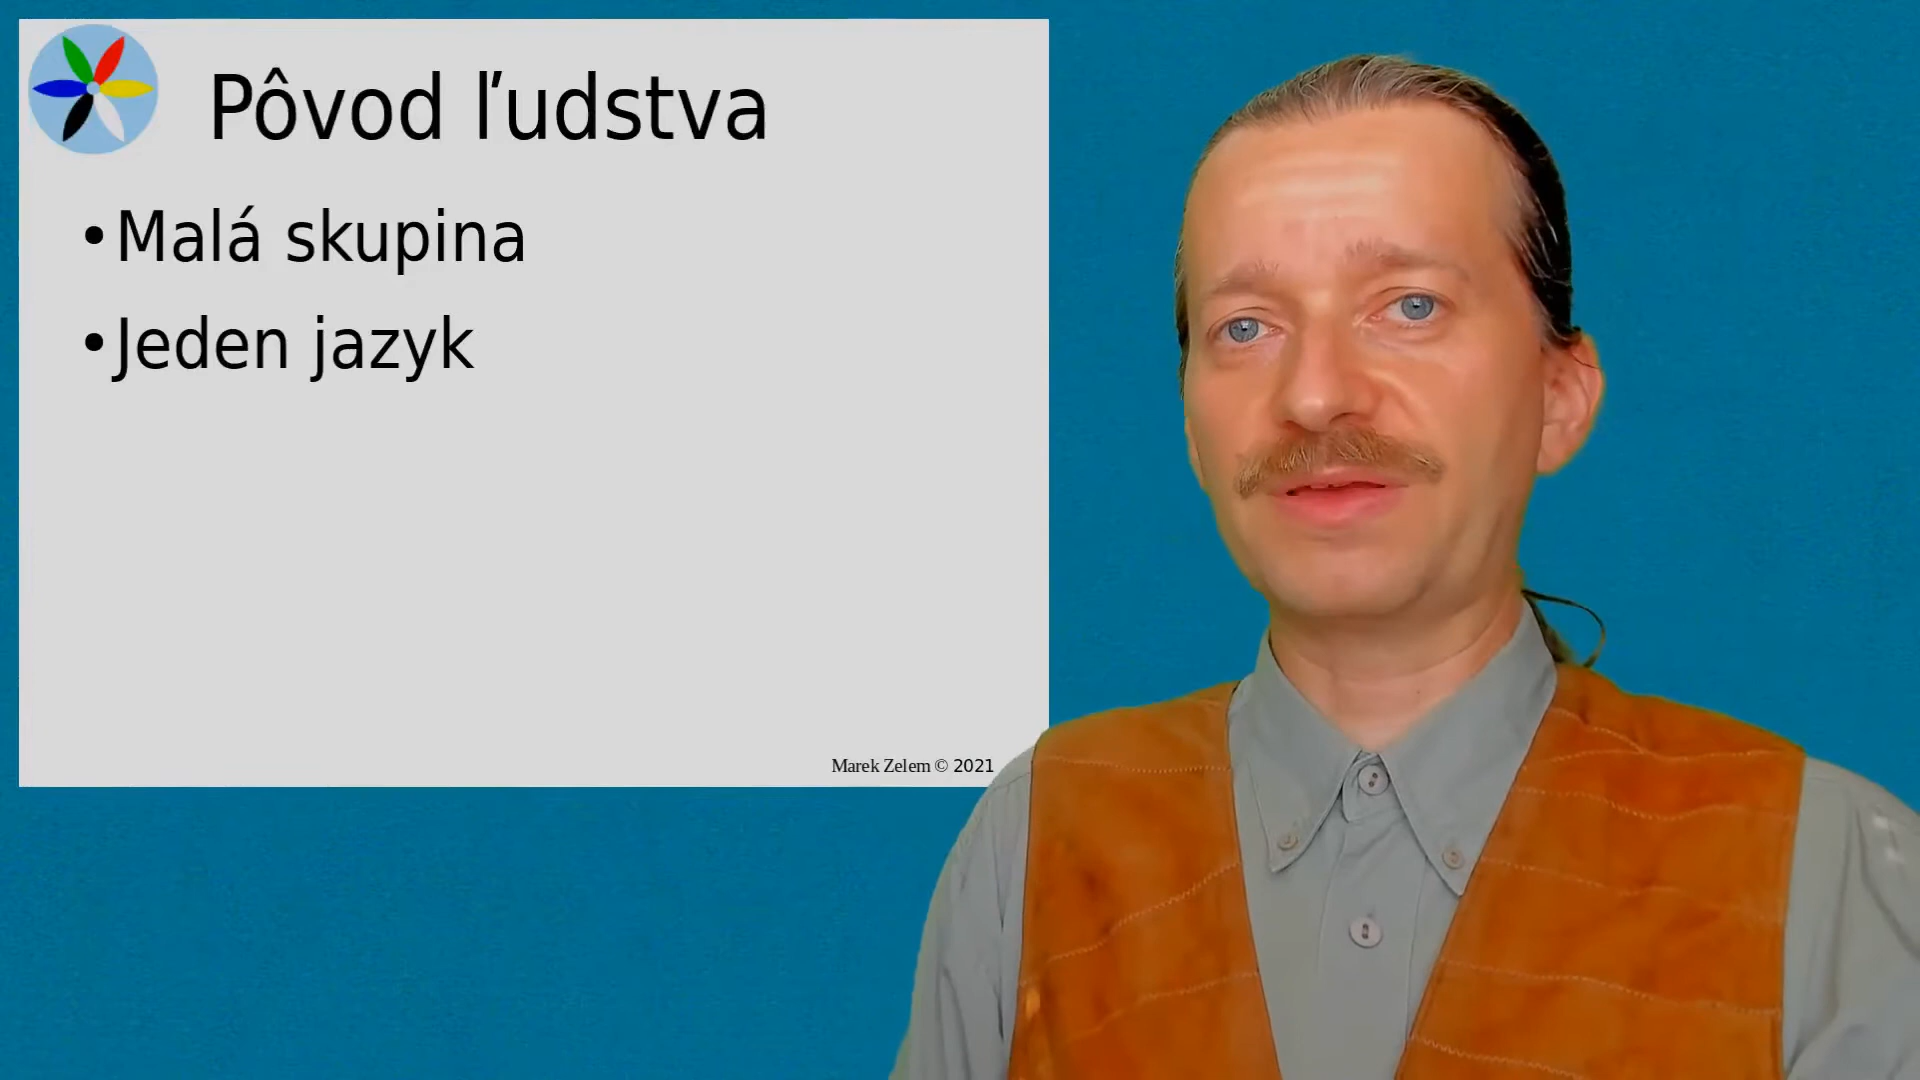 Pôvod ľudstva
• Malá skupina
• Jeden jazyk
Marek Zelem © 2021